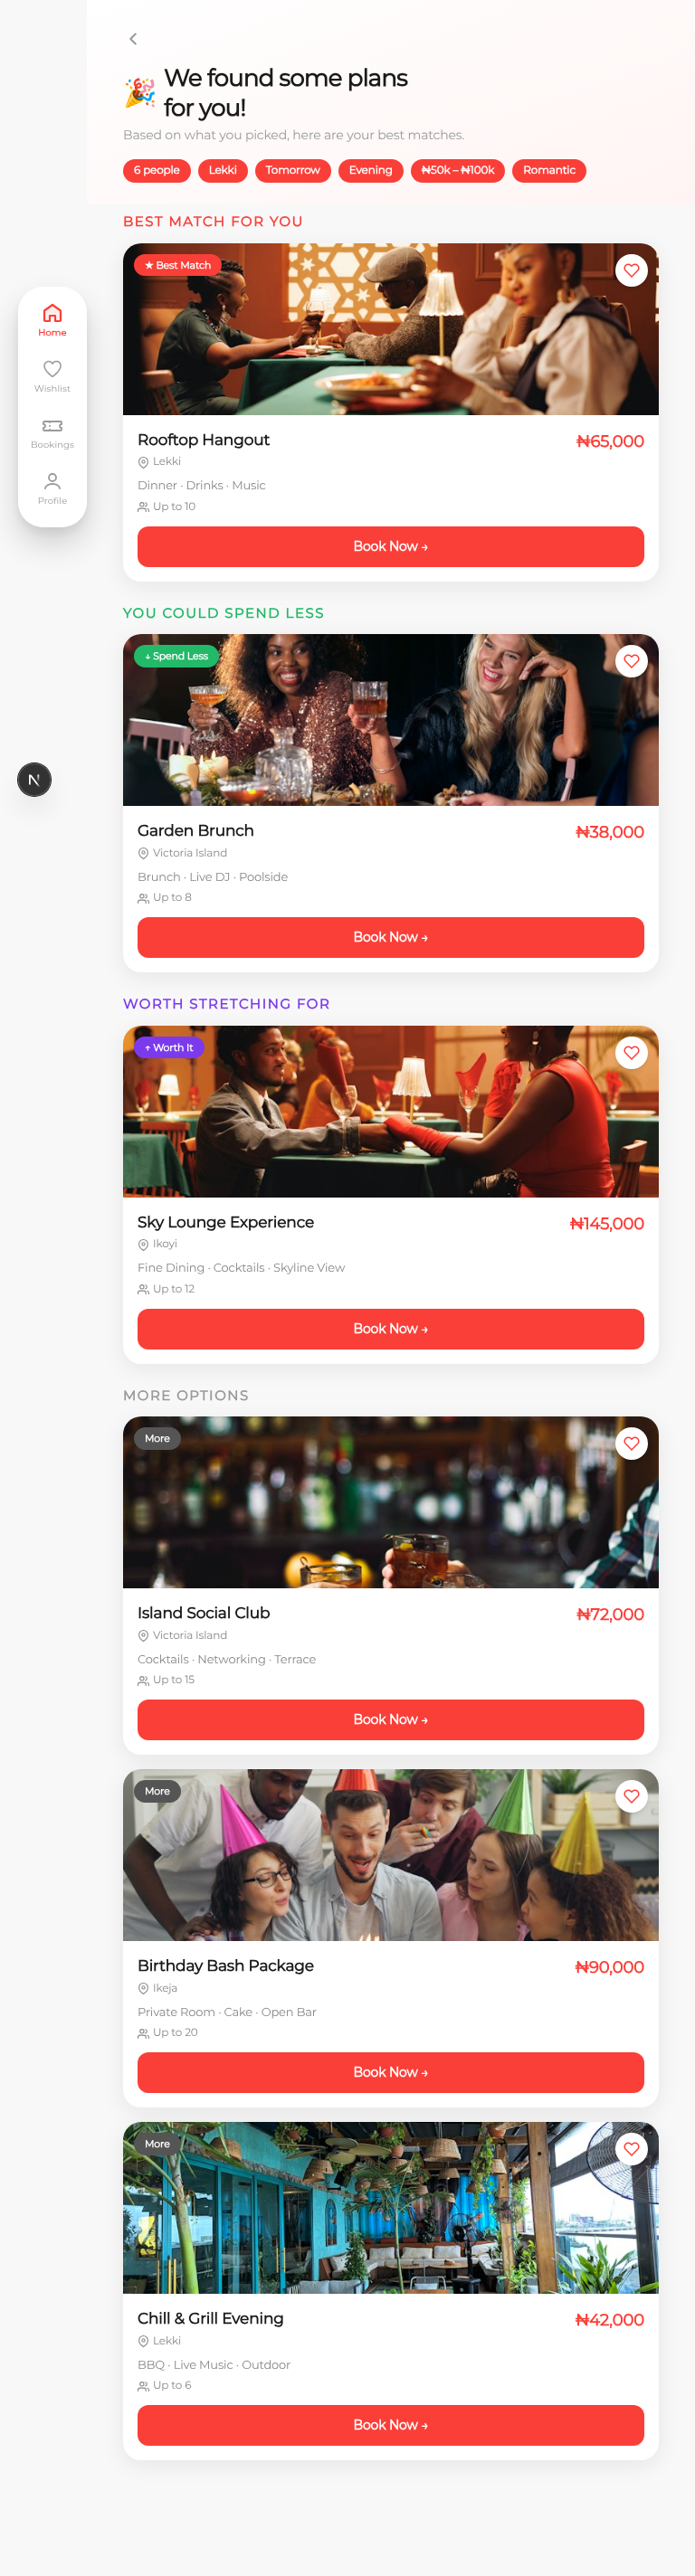 We found some plans
for you!
Based on what you picked, here are your best matches.
6 people
Lekki
Tomorrow
Evening
₦50k – ₦100k
Romantic
BEST MATCH FOR YOU
★ Best Match
Home
Wishlist
Bookings
Profile
Rooftop Hangout
₦65,000
Lekki
Dinner · Drinks · Music
Up to 10
Book Now →
YOU COULD SPEND LESS
↓ Spend Less
N
Garden Brunch
₦38,000
Victoria Island
Brunch · Live DJ · Poolside
Up to 8
Book Now →
WORTH STRETCHING FOR
↑ Worth It
Sky Lounge Experience
₦145,000
Ikoyi
Fine Dining · Cocktails · Skyline View
Up to 12
Book Now →
MORE OPTIONS
More
Island Social Club
₦72,000
Victoria Island
Cocktails · Networking · Terrace
Up to 15
Book Now →
More
Birthday Bash Package
₦90,000
Ikeja
Private Room · Cake · Open Bar
Up to 20
Book Now →
More
Chill & Grill Evening
₦42,000
Lekki
BBQ · Live Music · Outdoor
Up to 6
Book Now →